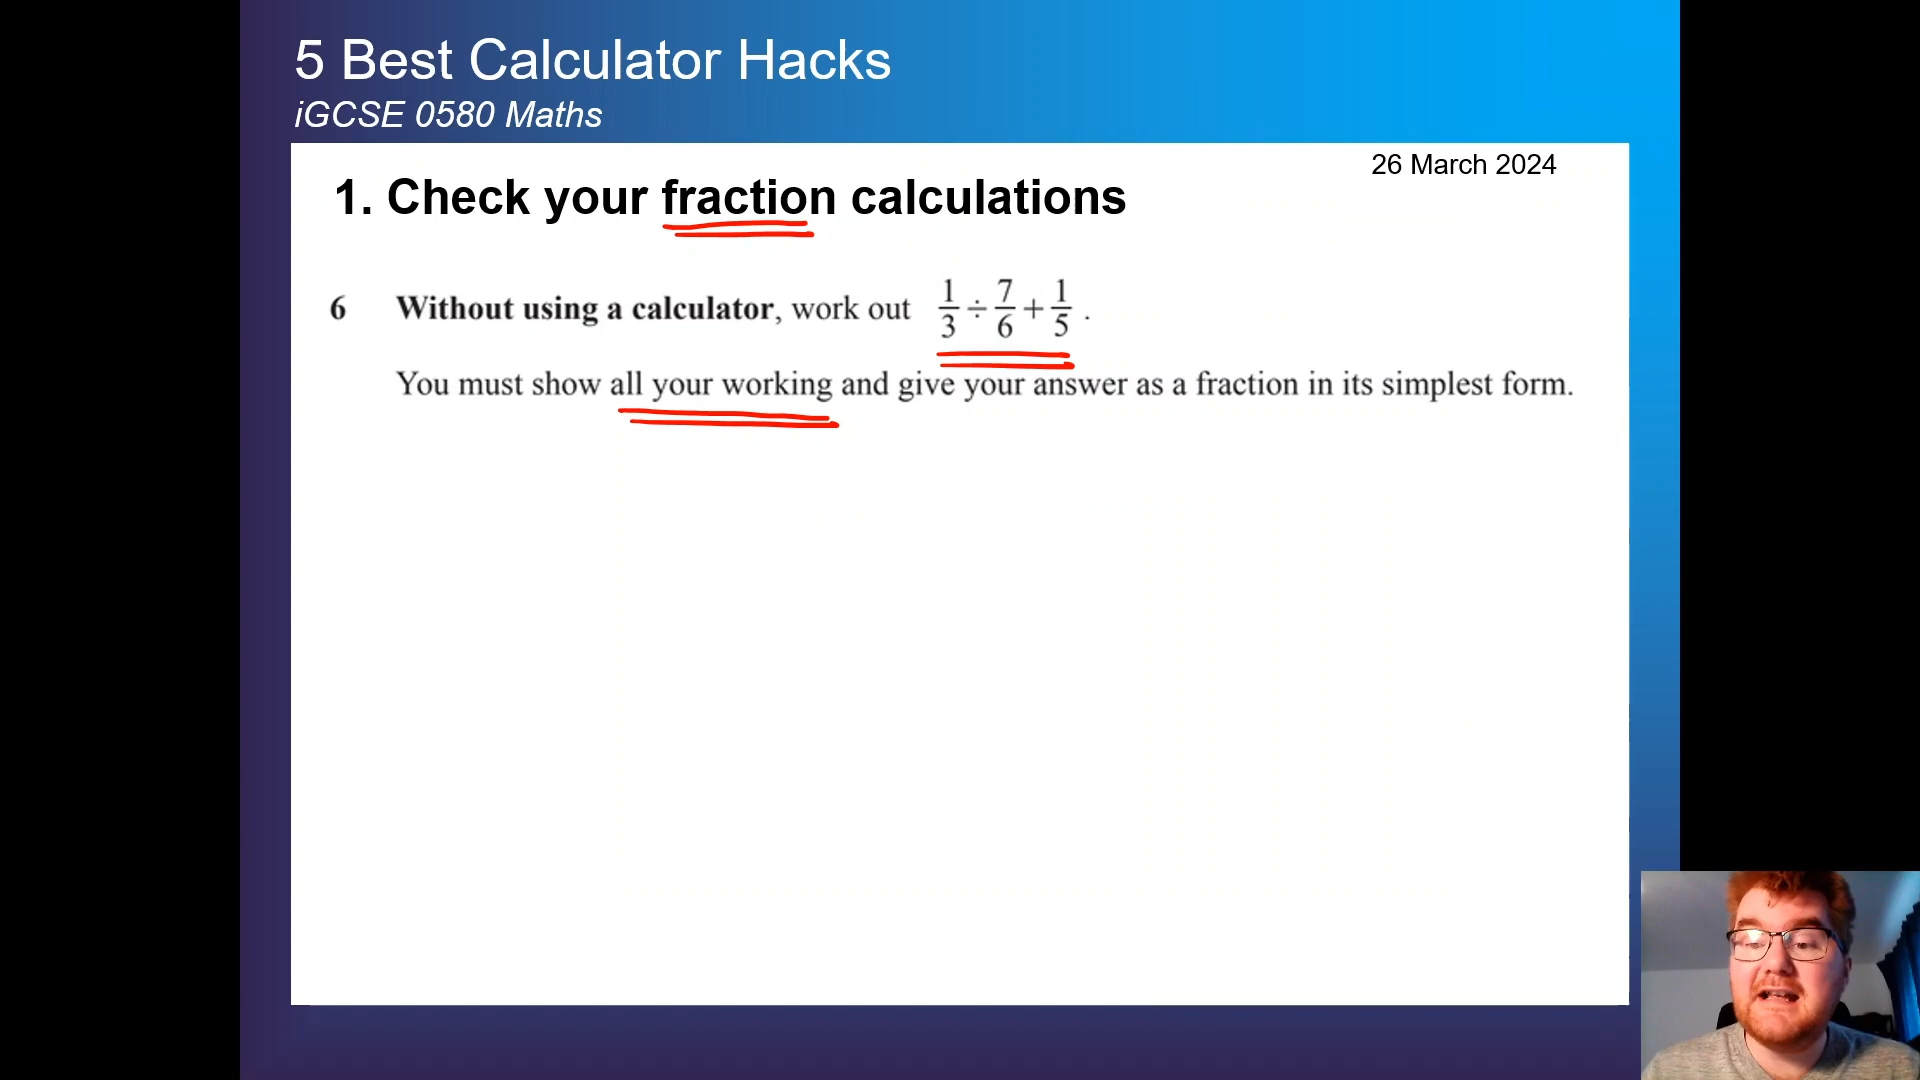 5 Best Calculator Hacks
iGCSE 0580 Maths
26 March 2024
1. Check your fraction calculations
6 Without using a calculator, work out 1/3 ÷ 7/6 + 1/5 .
You must show all your working and give your answer as a fraction in its simplest form.